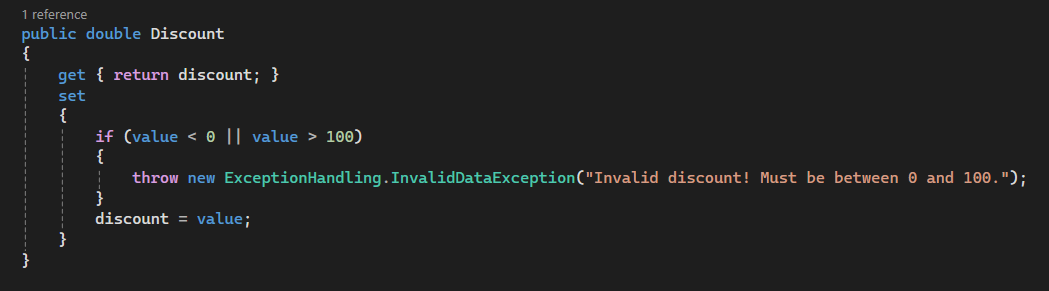 1 reference
public double Discount
{
    get { return discount; }
    set
    {
        if (value < 0 || value > 100)
        {
            throw new ExceptionHandling.InvalidDataException("Invalid discount! Must be between 0 and 100.");
        }
        discount = value;
    }
}